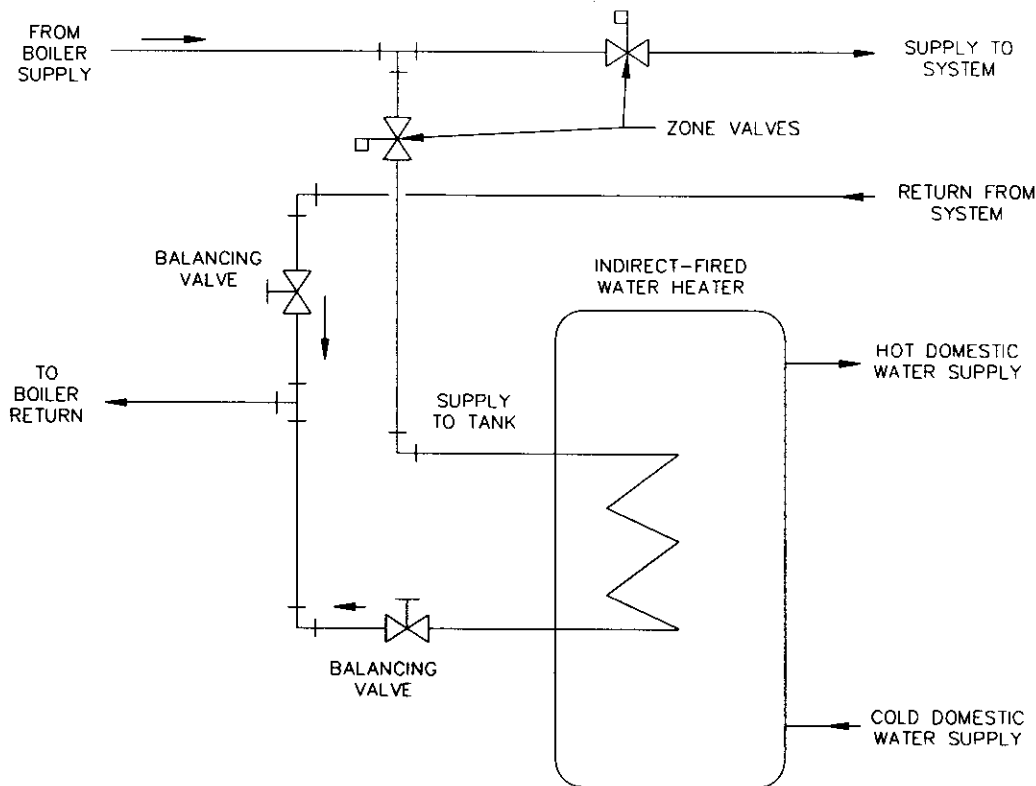 FROM
BOILER
SUPPLY
SUPPLY TO
SYSTEM
ZONE VALVES
RETURN FROM
SYSTEM
BALANCING
VALVE
INDIRECT-FIRED
WATER HEATER
HOT DOMESTIC
WATER SUPPLY
TO
BOILER
RETURN
SUPPLY
TO TANK
BALANCING
VALVE
COLD DOMESTIC
WATER SUPPLY